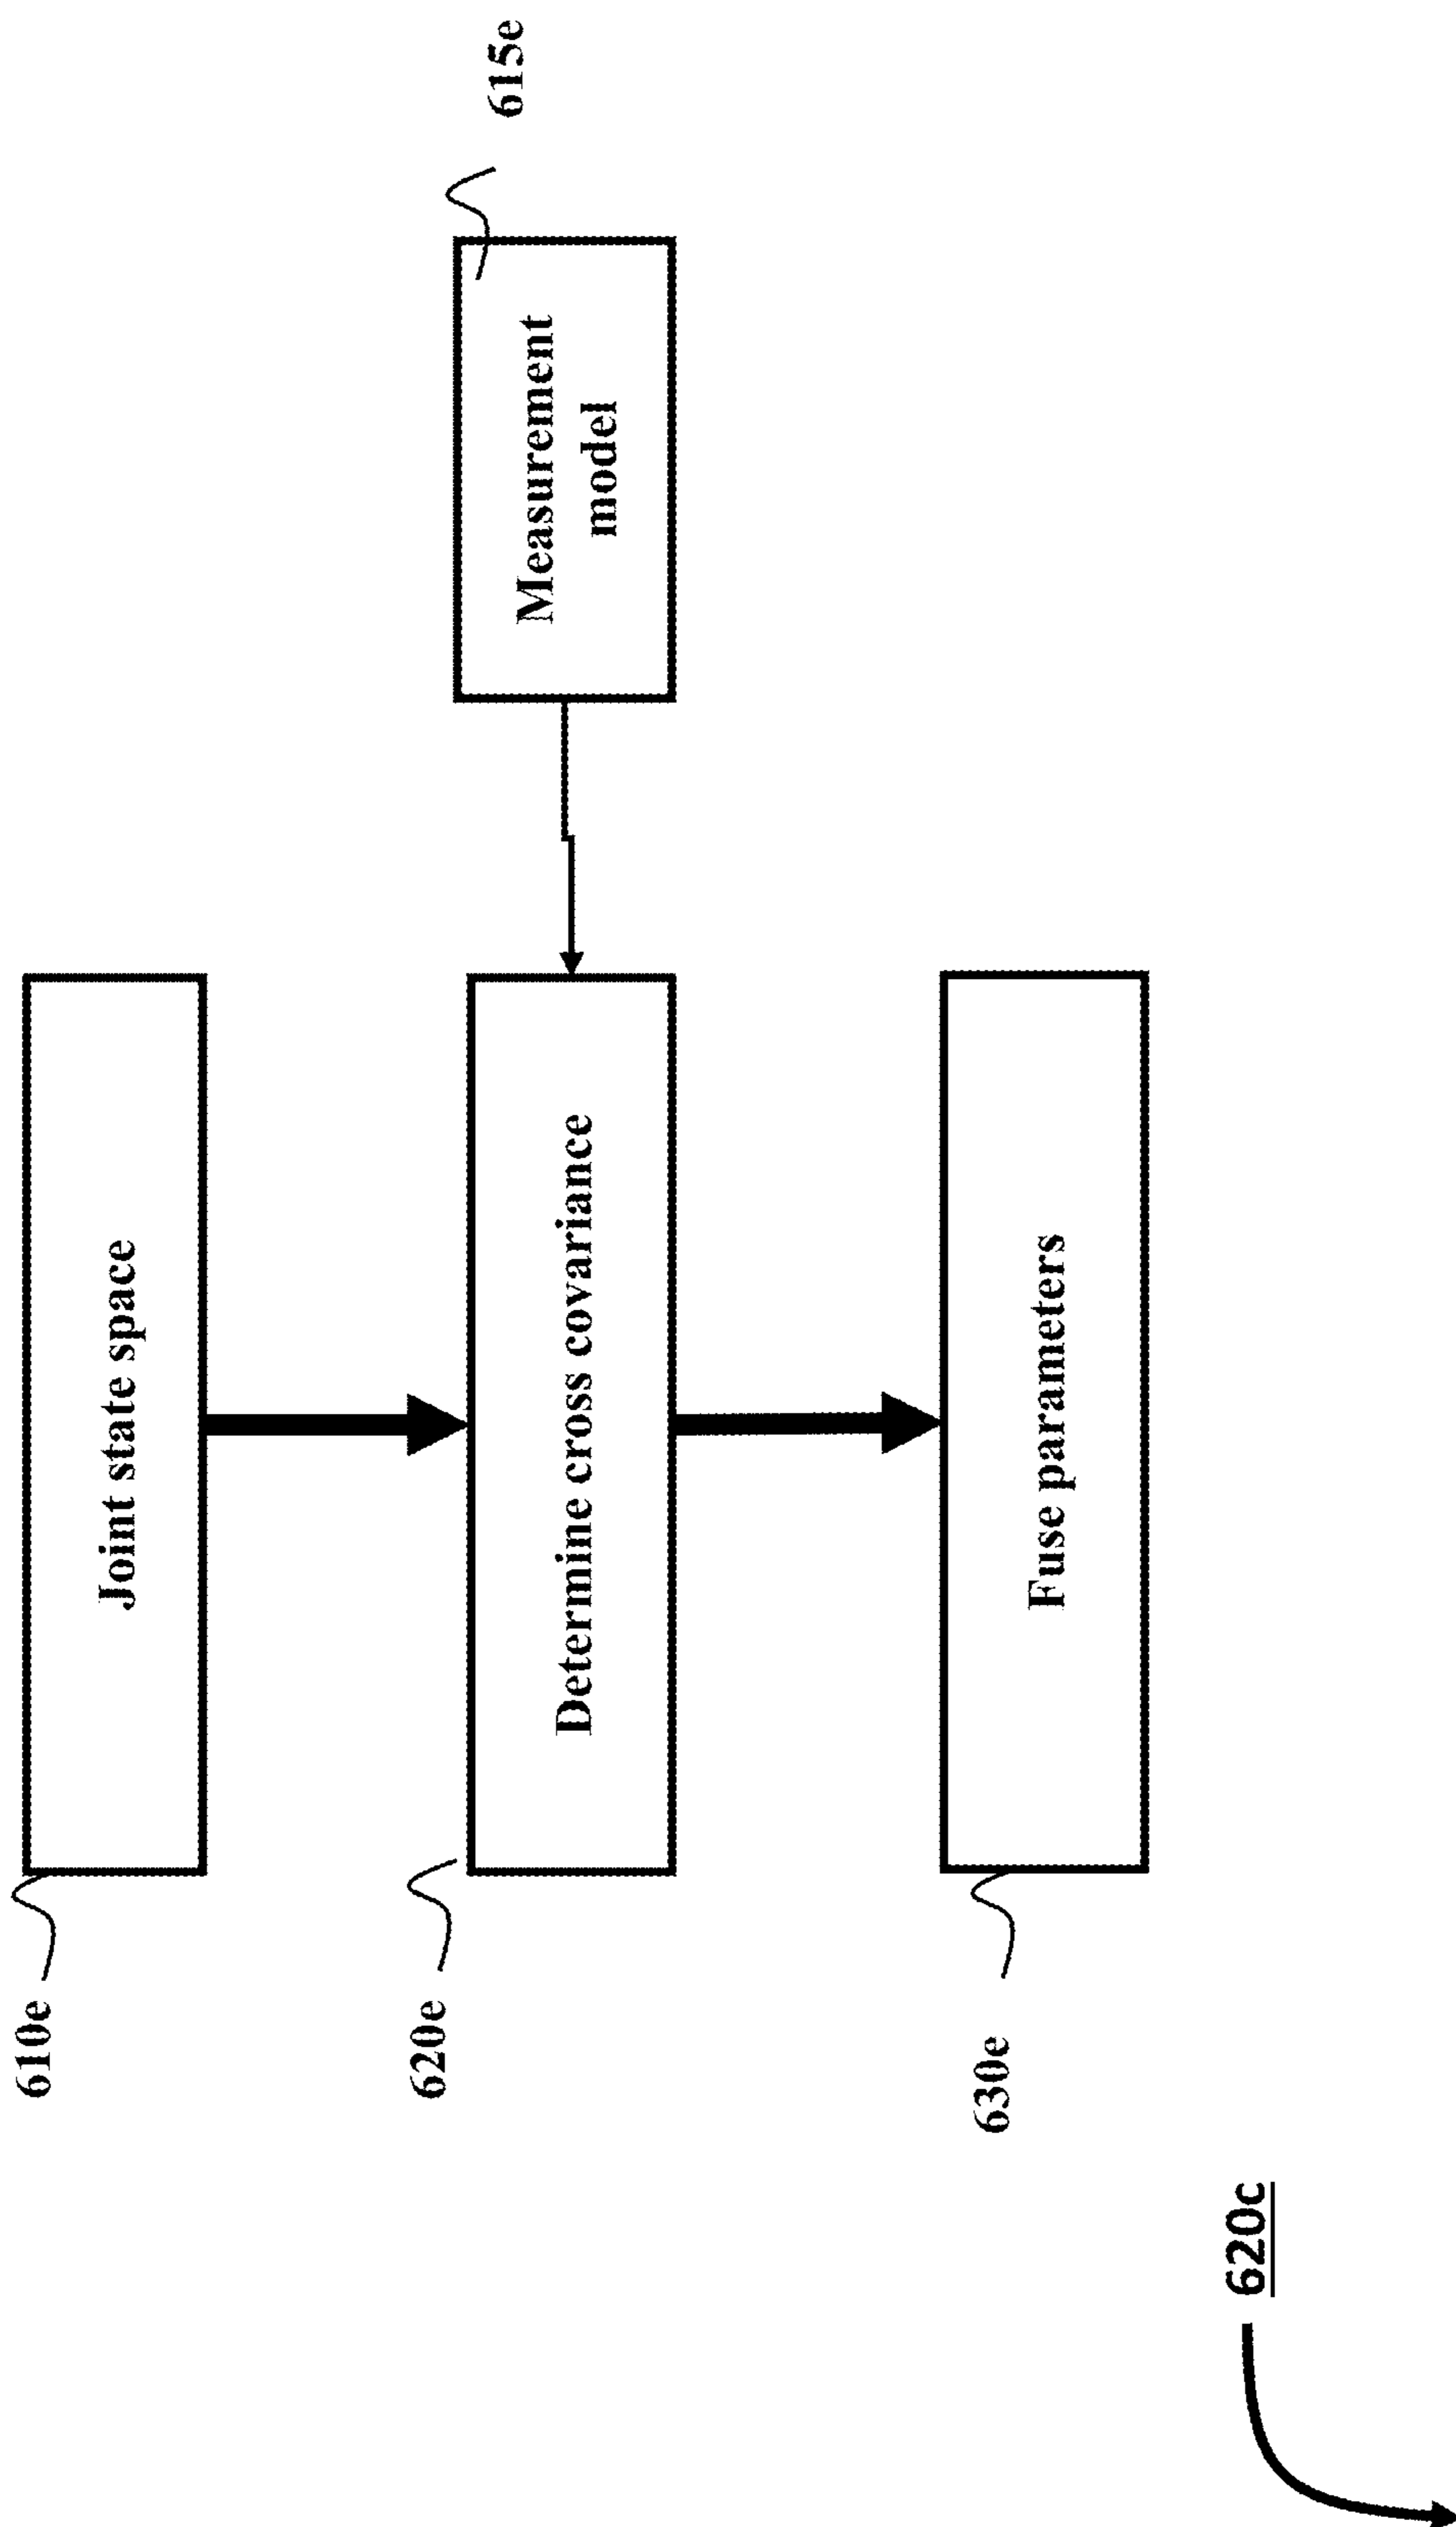 610e
Joint state space
620e
Determine cross covariance
Measurement
model
615e
630e
Fuse parameters
620c